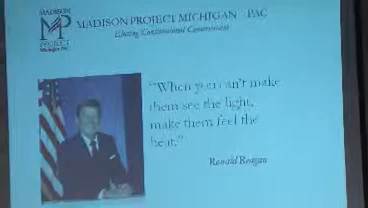 MADISON
MP
PROJECT
Michigan PAC
MADISON PROJECT MICHIGAN PAC
Electing Constitutional Conservatives
"When you can't make
them see the light,
make them feel the
heat."
Ronald Reagan